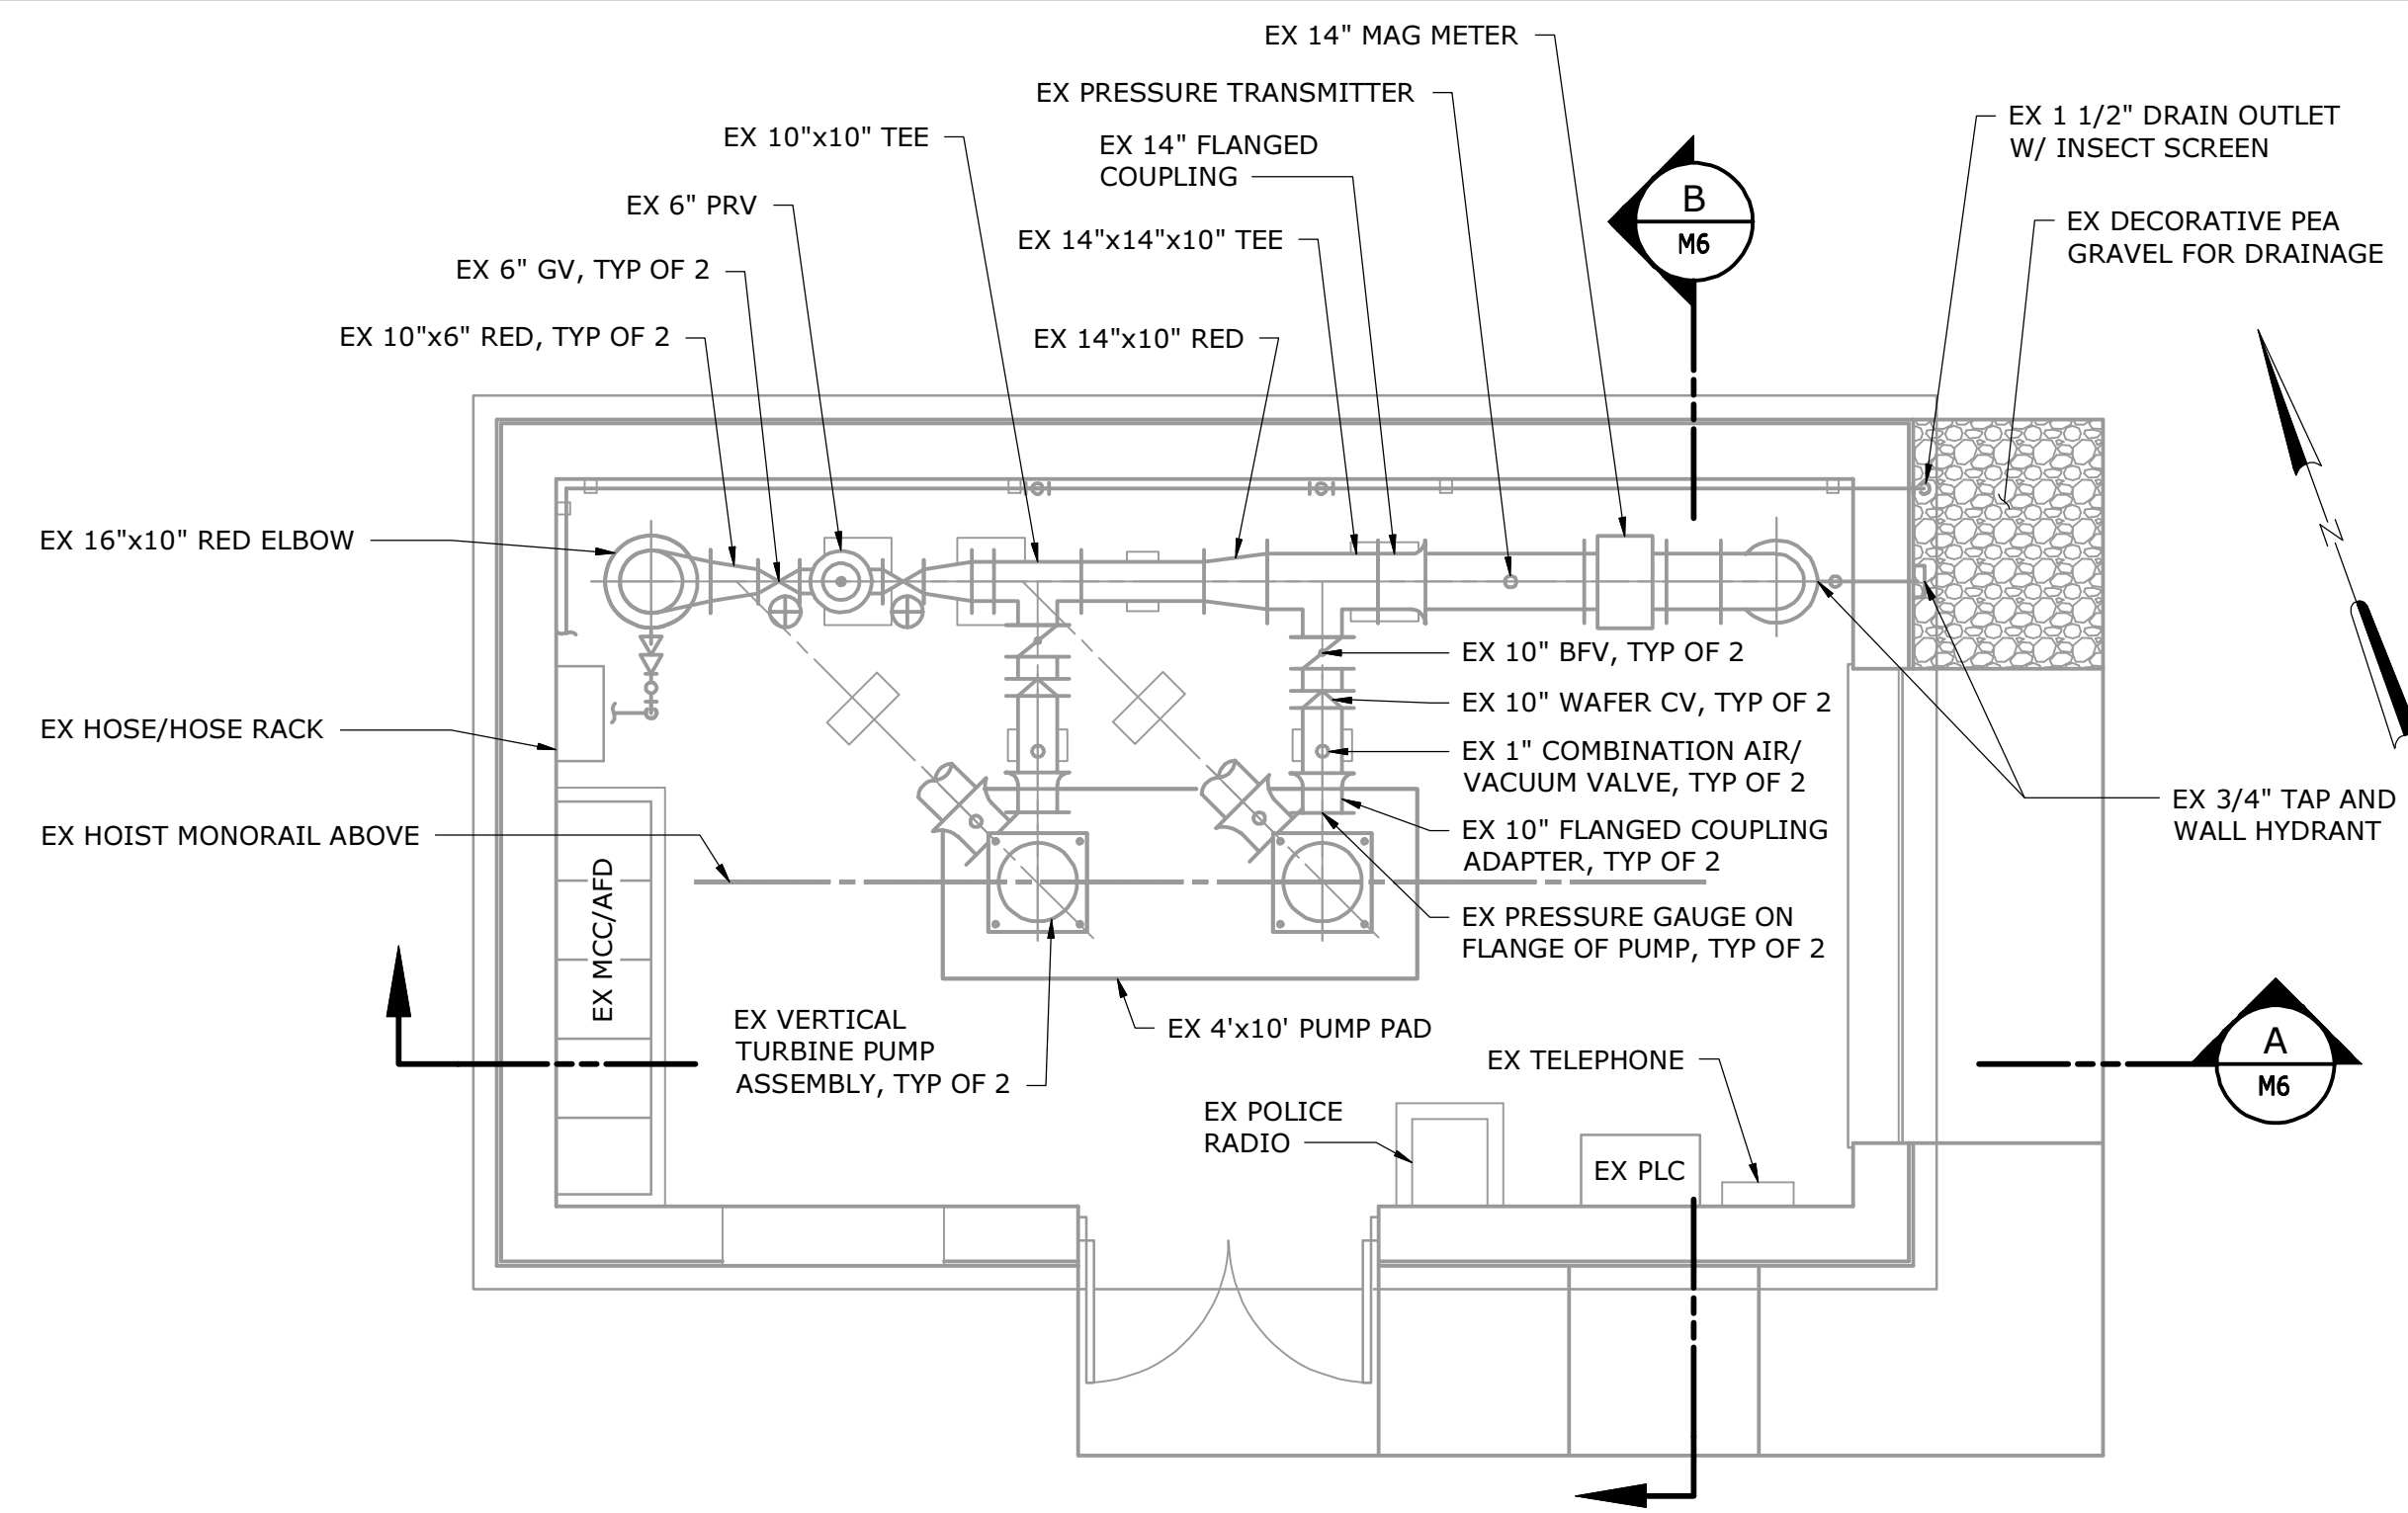 EX 14" MAG METER
EX PRESSURE TRANSMITTER
EX 10"x10" TEE
EX 14" FLANGED
COUPLING
EX 6" PRV
EX 14"x14"x10" TEE
EX 6" GV, TYP OF 2
EX 10"x6" RED, TYP OF 2
EX 14"x10" RED
B
M6
EX 1 1/2" DRAIN OUTLET
W/ INSECT SCREEN
EX DECORATIVE PEA
GRAVEL FOR DRAINAGE
N
EX 16"x10" RED ELBOW
EX HOSE/HOSE RACK
EX HOIST MONORAIL ABOVE
EX MCC/AFD
EX 10" BFV, TYP OF 2
EX 10" WAFER CV, TYP OF 2
EX 1" COMBINATION AIR/
VACUUM VALVE, TYP OF 2
EX 10" FLANGED COUPLING
ADAPTER, TYP OF 2
EX PRESSURE GAUGE ON
FLANGE OF PUMP, TYP OF 2
EX 3/4" TAP AND
WALL HYDRANT
EX VERTICAL
TURBINE PUMP
ASSEMBLY, TYP OF 2
EX 4'x10' PUMP PAD
EX TELEPHONE
EX POLICE
RADIO
EX PLC
A
M6